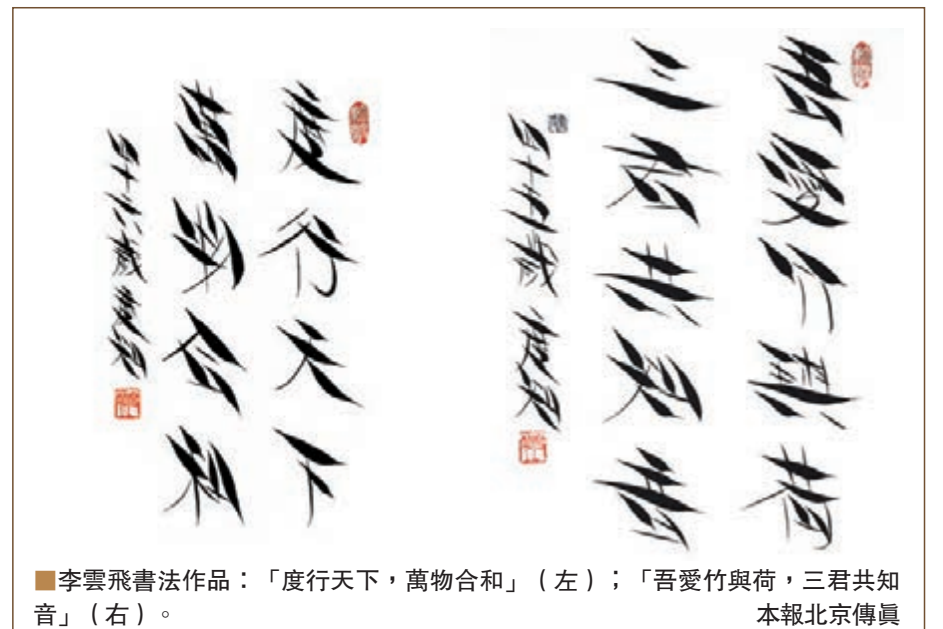 度行天下
萬物合和
吾愛竹與荷
三君共知音
■李雲飛書法作品：「度行天下，萬物合和」（左）；「吾愛竹與荷，三君共知
音」（右）。 本報北京傳眞